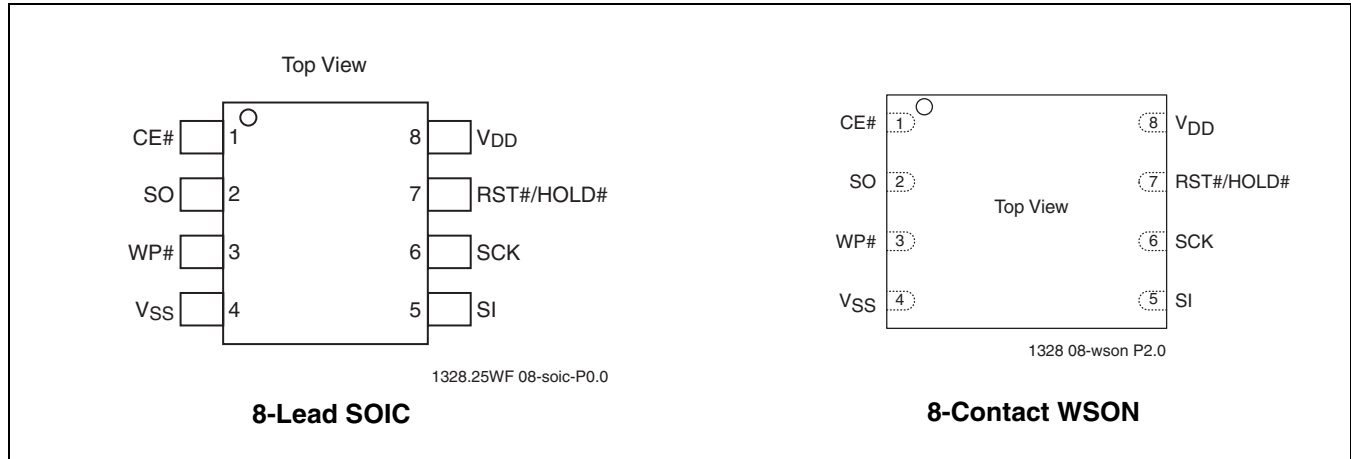 Top View
CE# 1 8 VDD
SO 2 7 RST#/HOLD#
WP# 3 6 SCK
VSS 4 5 SI
1328.25WF 08-soic-P0.0
8-Lead SOIC
CE# 1 8 VDD
SO 2 7 RST#/HOLD#
Top View
WP# 3 6 SCK
VSS 4 5 SI
1328 08-wson P2.0
8-Contact WSON